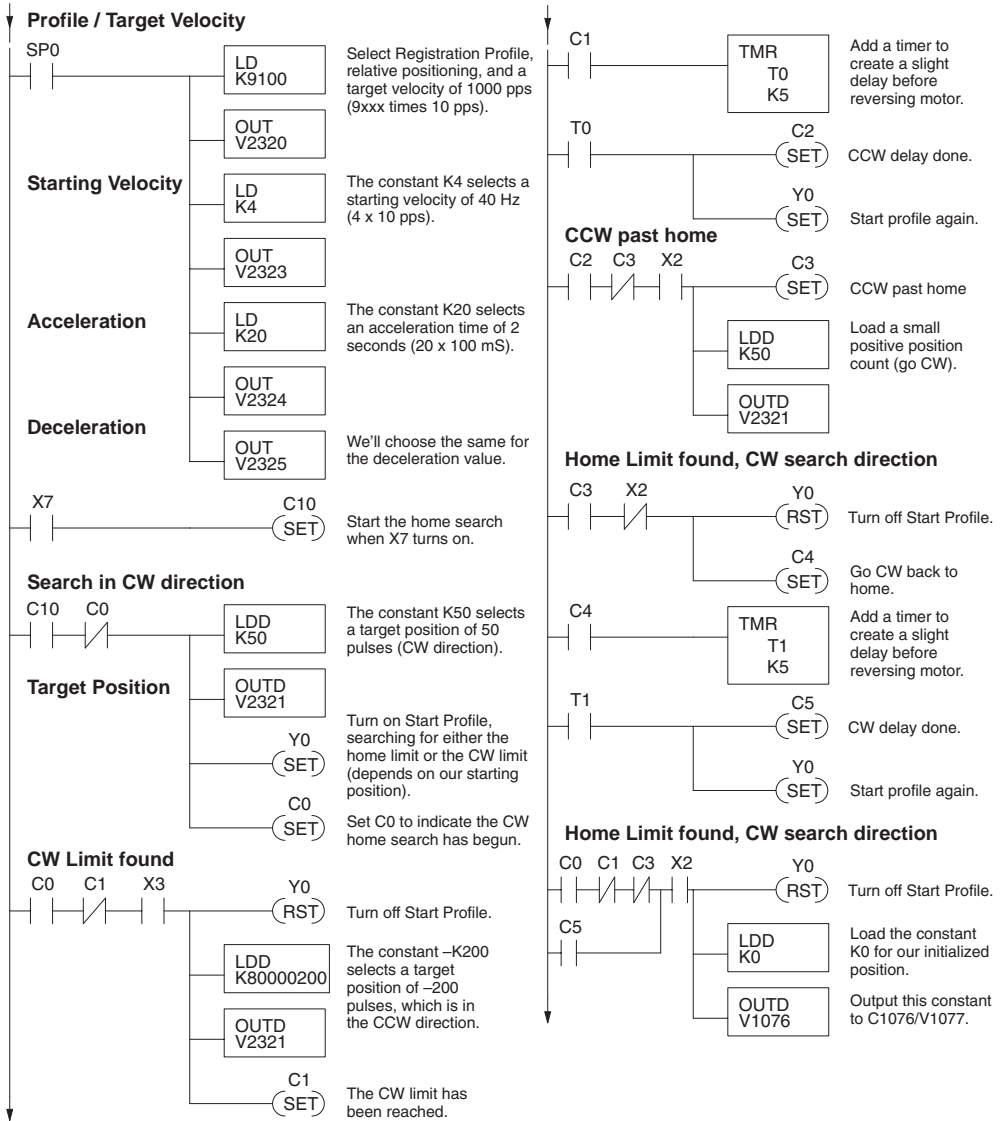 Profile / Target Velocity
SP0
LD
K9100
Select Registration Profile,
relative positioning, and a
target velocity of 1000 pps
(9xxx times 10 pps).
OUT
V2320
Starting Velocity
LD
K4
The constant K4 selects a
starting velocity of 40 Hz
(4 x 10 pps).
OUT
V2323
Acceleration
LD
K20
The constant K20 selects
an acceleration time of 2
seconds (20 x 100 mS).
OUT
V2324
Deceleration
OUT
V2325
We'll choose the same for
the deceleration value.
X7
C10
SET
Start the home search
when X7 turns on.
Search in CW direction
C10 C0
LDD
K50
The constant K50 selects
a target position of 50
pulses (CW direction).
Target Position
OUTD
V2321
Y0
SET
Turn on Start Profile,
searching for either the
home limit or the CW limit
(depends on our starting
position).
C0
SET
Set C0 to indicate the CW
home search has begun.
CW Limit found
C0 C1 X3
Y0
RST
Turn off Start Profile.
LDD
K80000200
The constant –K200
selects a target
position of –200
pulses, which is in
the CCW direction.
OUTD
V2321
C1
SET
The CW limit has
been reached.
C1
TMR
T0
K5
Add a timer to
create a slight
delay before
reversing motor.
T0
C2
SET
CCW delay done.
Y0
SET
Start profile again.
CCW past home
C2 C3 X2
C3
SET
CCW past home
LDD
K50
Load a small
positive position
count (go CW).
OUTD
V2321
Home Limit found, CW search direction
C3 X2
Y0
RST
Turn off Start Profile.
C4
SET
Go CW back to
home.
C4
TMR
T1
K5
Add a timer to
create a slight
delay before
reversing motor.
T1
C5
SET
CW delay done.
Y0
SET
Start profile again.
Home Limit found, CW search direction
C0 C1 C3 X2
Y0
RST
Turn off Start Profile.
C5
LDD
K0
Load the constant
K0 for our initialized
position.
OUTD
V1076
Output this constant
to C1076/V1077.